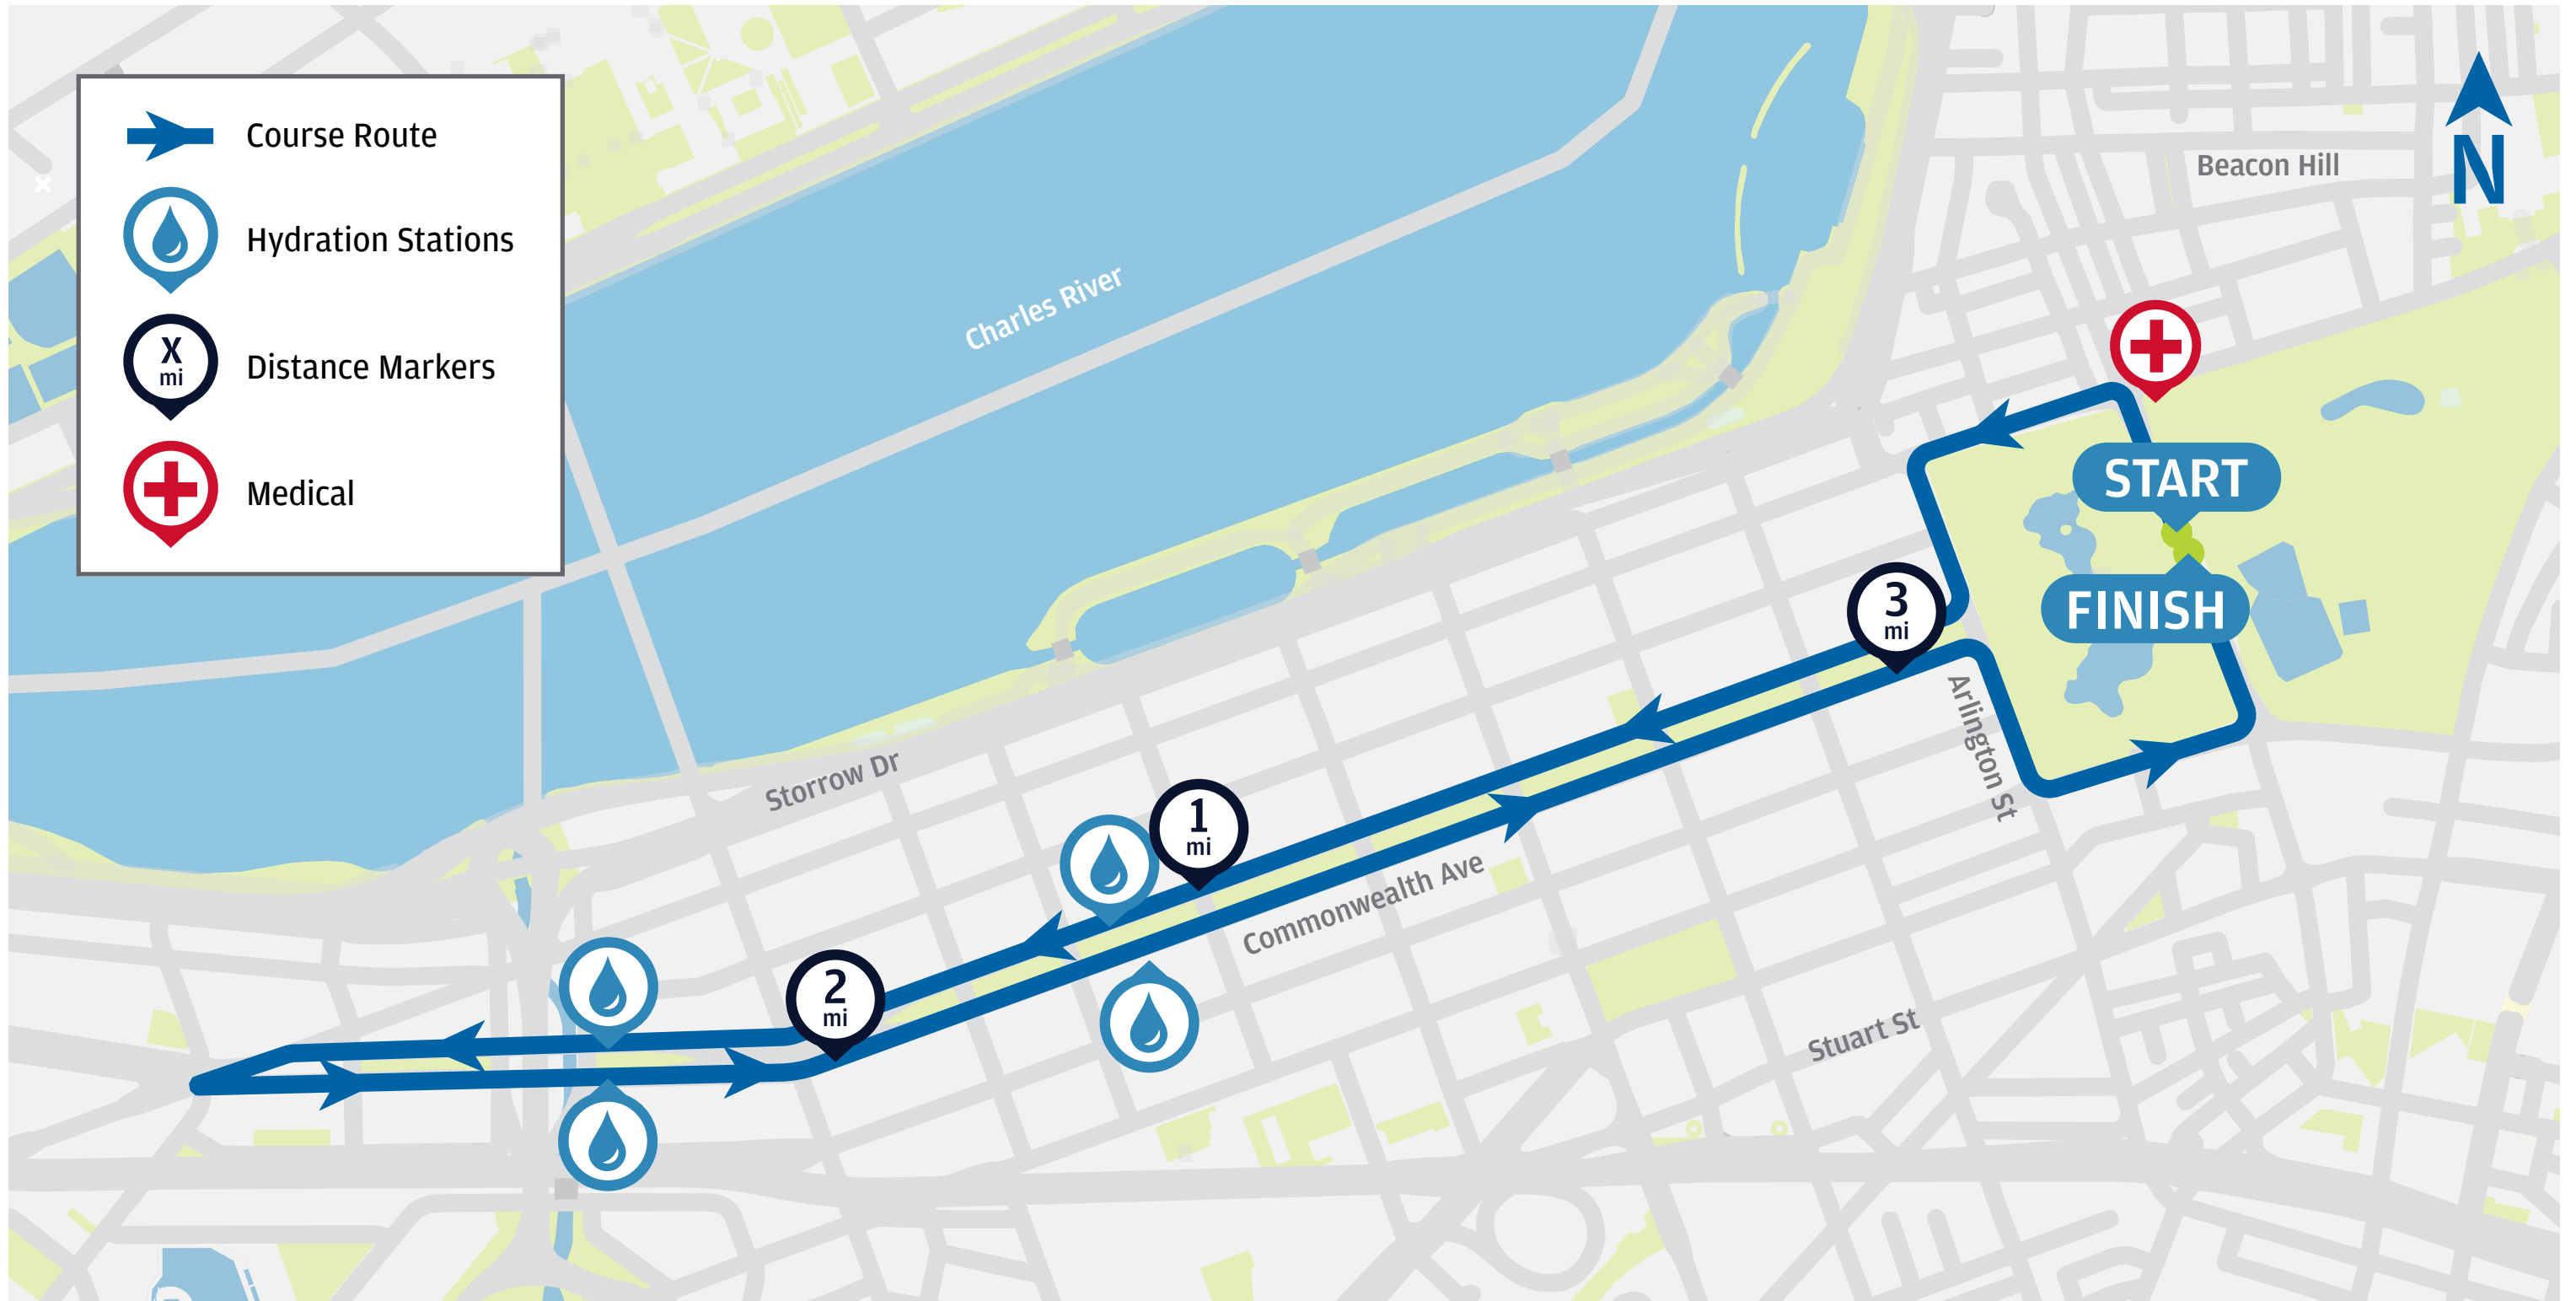 Course Route
Hydration Stations
X
mi
Distance Markers
Medical
N
Beacon Hill
Charles River
START
FINISH
3
mi
Arlington St
Storrow Dr
1
mi
Commonwealth Ave
2
mi
Stuart St